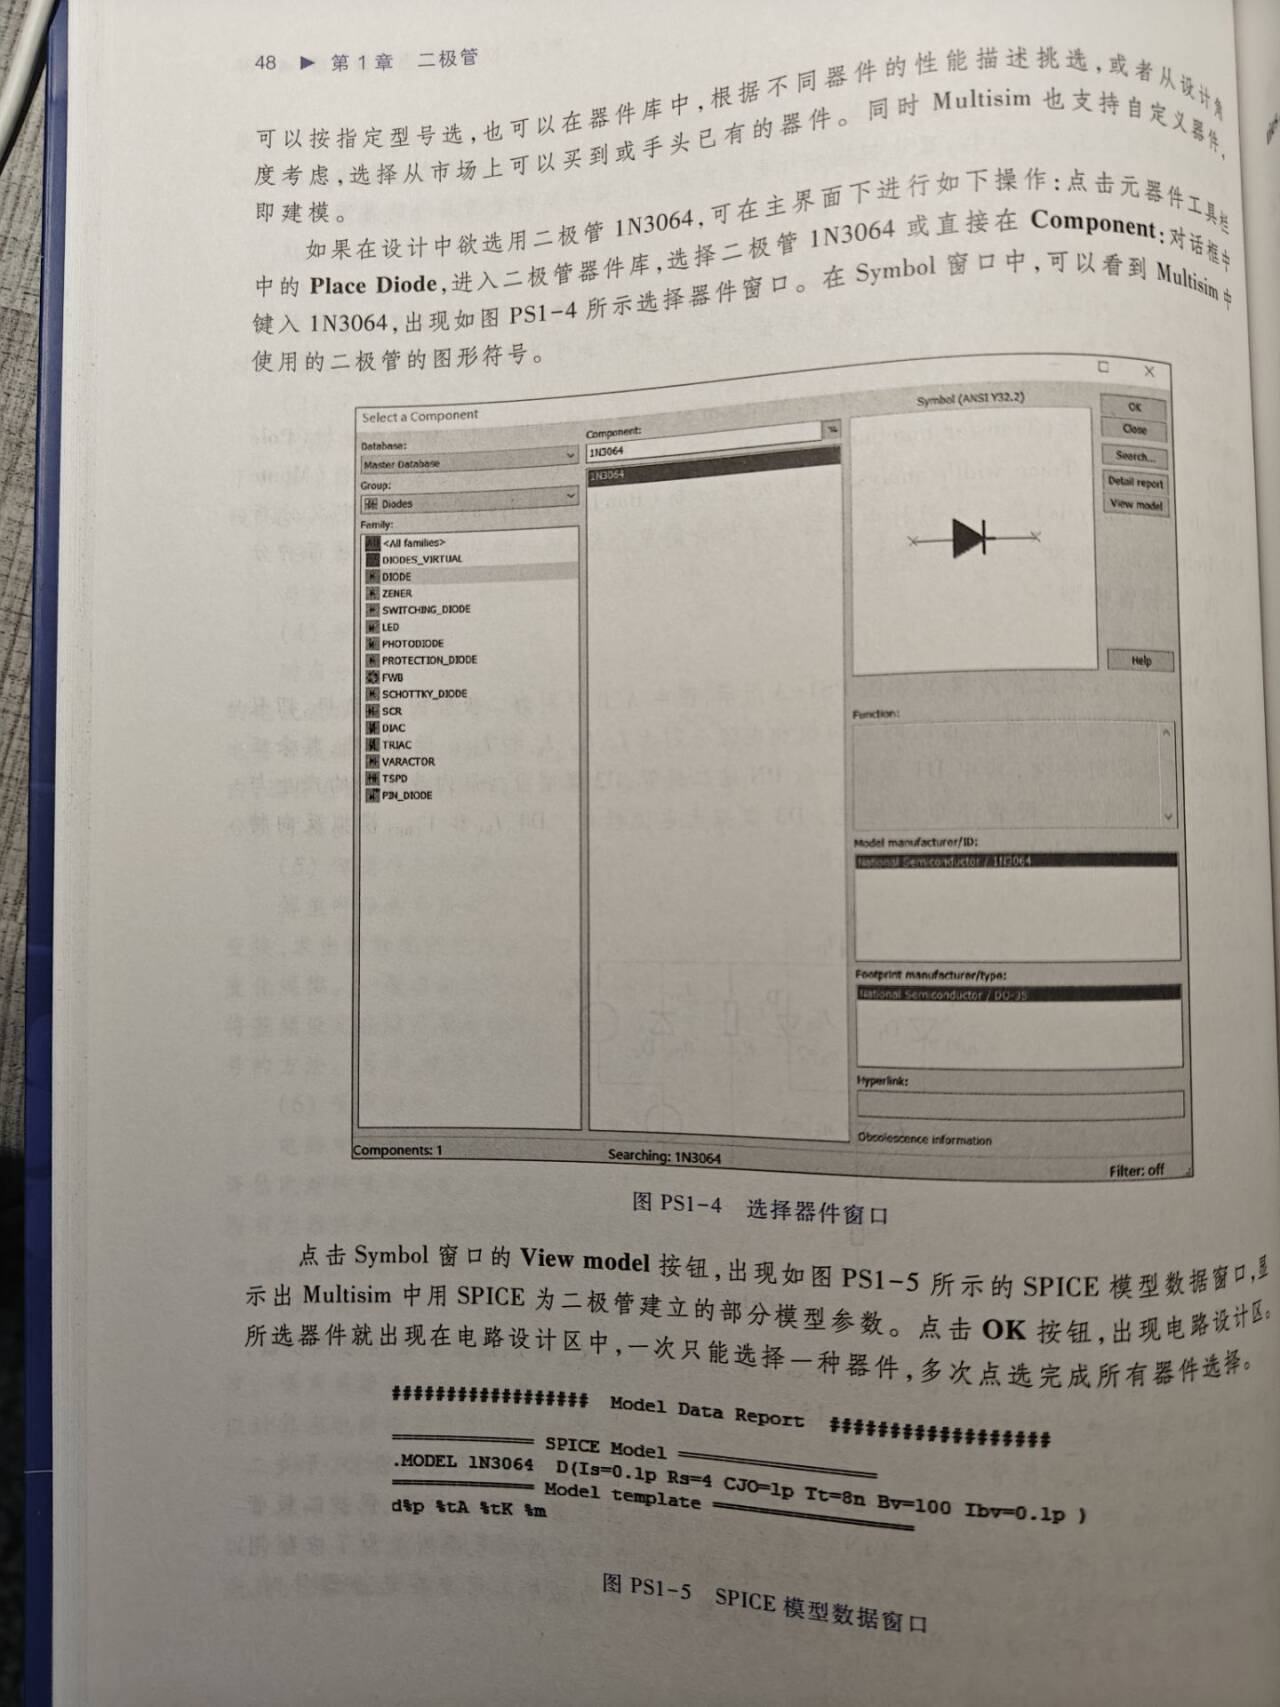 48 ▶ 第1章 二极管
可以按指定型号选,也可以在器件库中,根据不同器件的性能描述挑选,或者从设计角
度考虑,选择从市场上可以买到或手头已有的器件。同时 Multisim 也支持自定义器件,
即建模。
如果在设计中欲选用二极管 1N3064,可在主界面下进行如下操作:点击元器件工具栏
中的 Place Diode,进入二极管器件库,选择二极管 1N3064 或直接在 Component:对话框中
键入 1N3064,出现如图 PS1-4 所示选择器件窗口。在 Symbol 窗口中,可以看到 Multisim 中
使用的二极管的图形符号。
Select a Component
Database:
Master Database
Group:
Diodes
Family:
<All families>
DIODES_VIRTUAL
DIODE
ZENER
SWITCHING_DIODE
LED
PHOTODIODE
PROTECTION_DIODE
FWB
SCHOTTKY_DIODE
SCR
DIAC
TRIAC
VARACTOR
TSPD
PIN_DIODE
Component:
1N3064
1N3064
Symbol (ANSI Y32.2)
OK
Close
Search...
Detail report
View model
Help
Function:
Model manufacturer/ID:
National Semiconductor / 1N3064
Footprint manufacturer/type:
National Semiconductor / DO-35
Hyperlink:
Obsolescence information
Components: 1
Searching: 1N3064
Filter: off
图 PS1-4 选择器件窗口
点击 Symbol 窗口的 View model 按钮,出现如图 PS1-5 所示的 SPICE 模型数据窗口,显
示出 Multisim 中用 SPICE 为二极管建立的部分模型参数。点击 OK 按钮,出现电路设计区。
所选器件就出现在电路设计区中,一次只能选择一种器件,多次点选完成所有器件选择。
################## Model Data Report ###################
============== SPICE Model ====================
.MODEL 1N3064 D(Is=0.1p Rs=4 CJO=1p Tt=8n Bv=100 Ibv=0.1p )
============== Model template ====================
d%p %tA %tK %m
图 PS1-5 SPICE 模型数据窗口